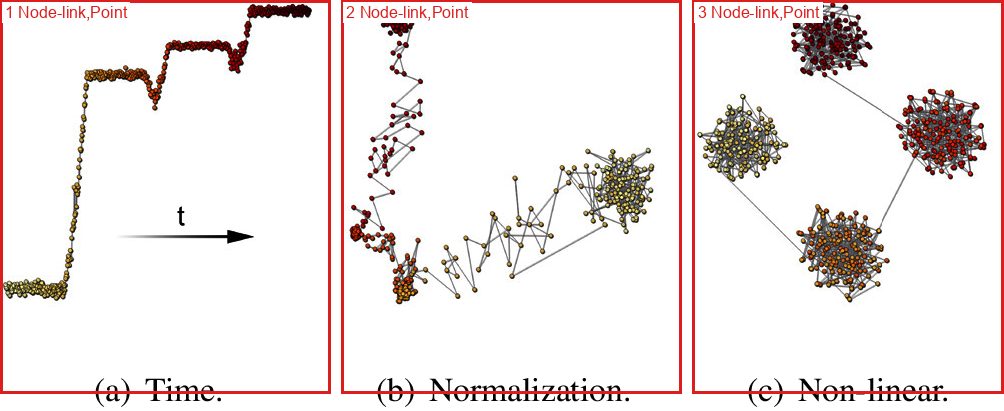 1 Node-link,Point
2 Node-link,Point
3 Node-link,Point
t
(a) Time.
(b) Normalization.
(c) Non-linear.